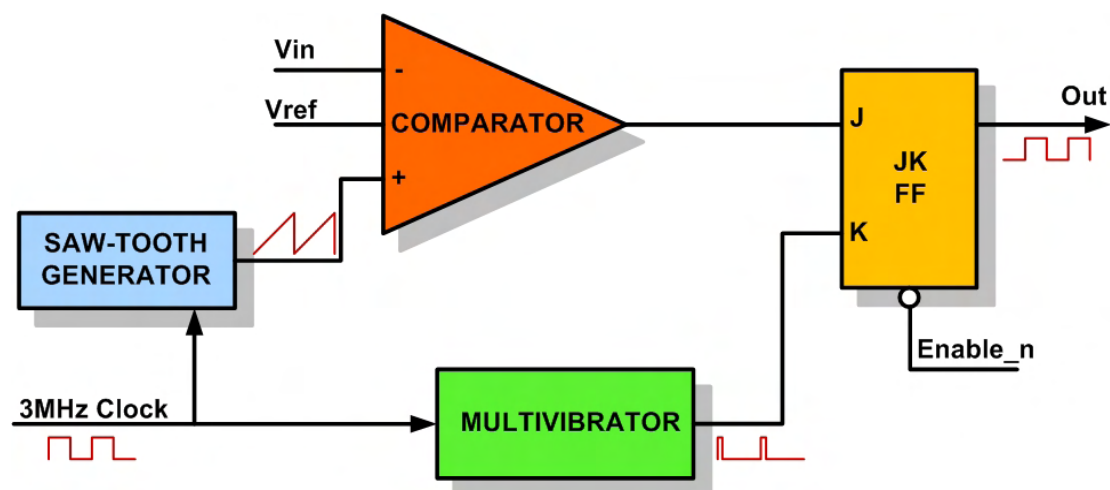 Vin
-
Vref
COMPARATOR
+
J
JK
FF
K
Out
Enable_n
SAW-TOOTH
GENERATOR
3MHz Clock
MULTIVIBRATOR